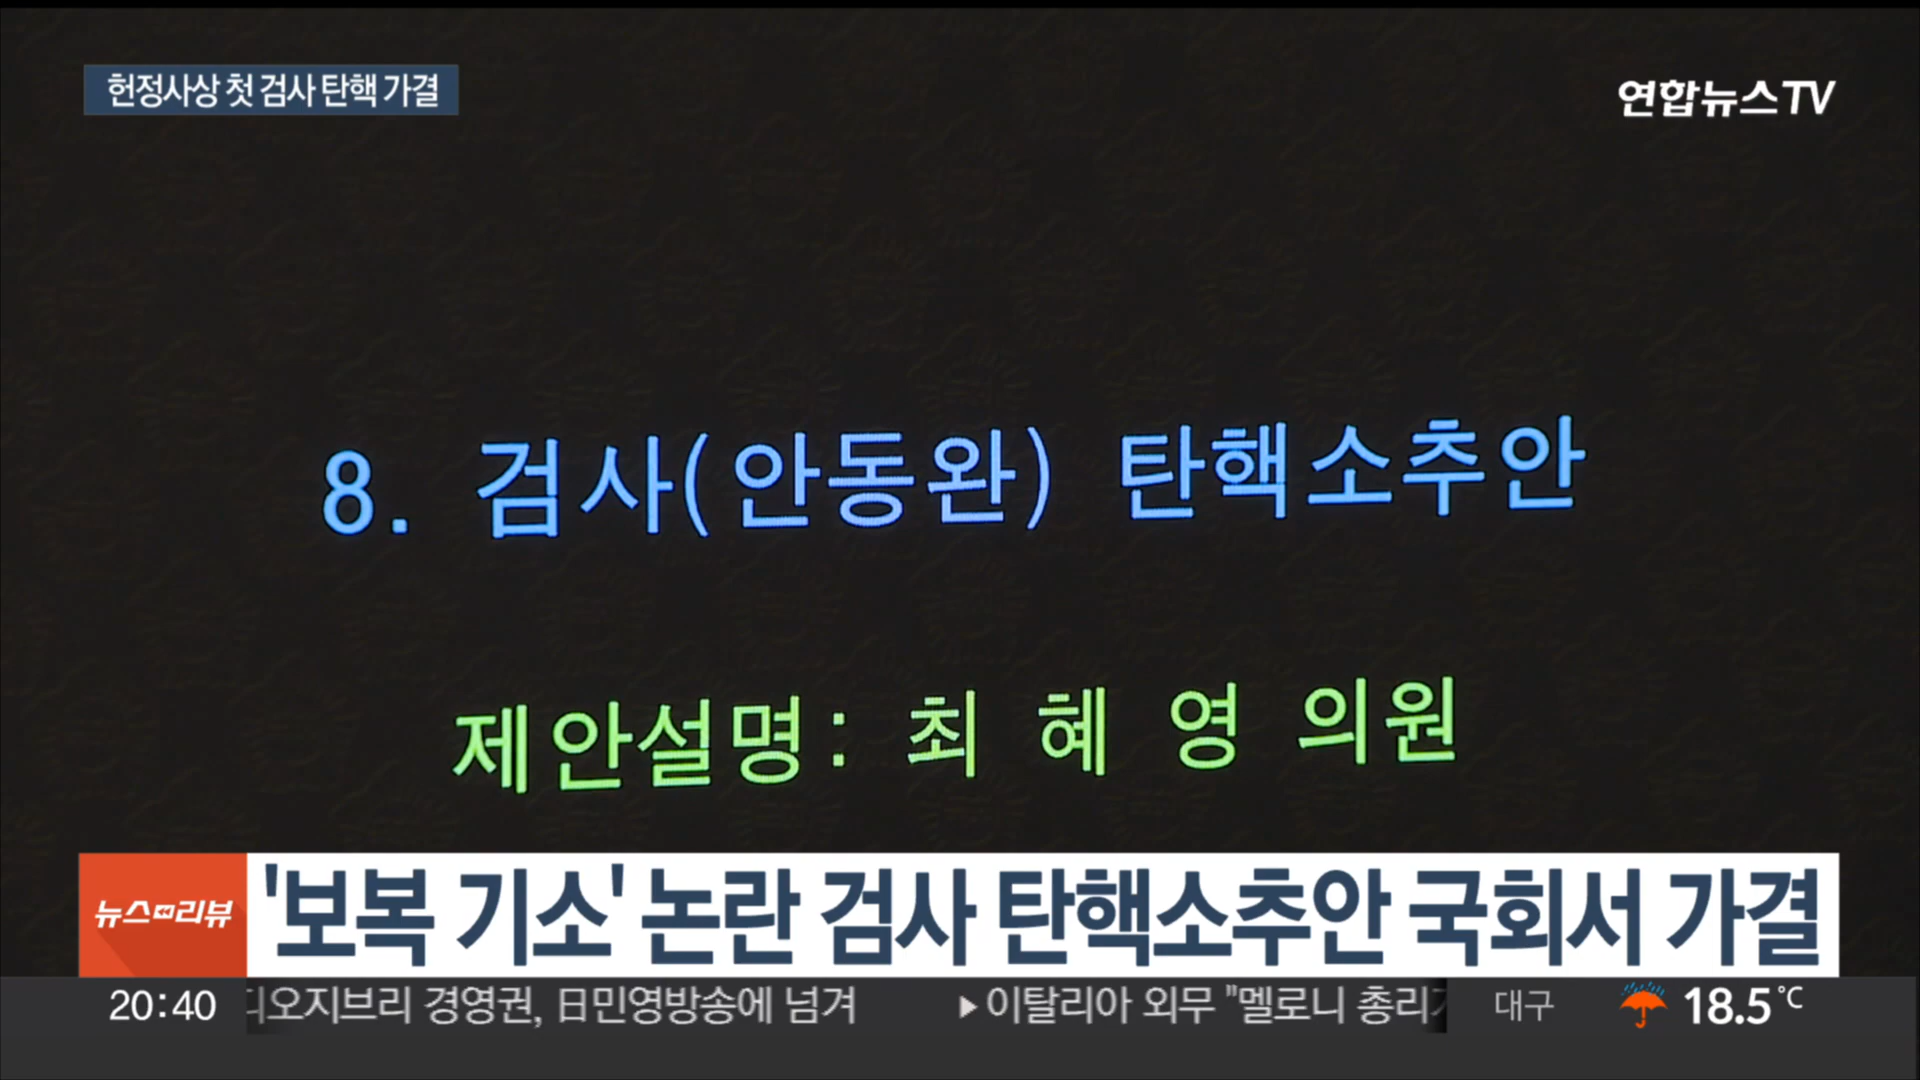 헌정사상 첫 검사 탄핵 가결
연합뉴스TV
8. 검사(안동완) 탄핵소추안
제안설명: 최 혜 영 의원
뉴스리뷰
'보복 기소' 논란 검사 탄핵소추안 국회서 가결
20:40
오지브리 경영권, 日민영방송에 넘겨
▶이탈리아 외무 "멜로니 총리
대구
18.5℃